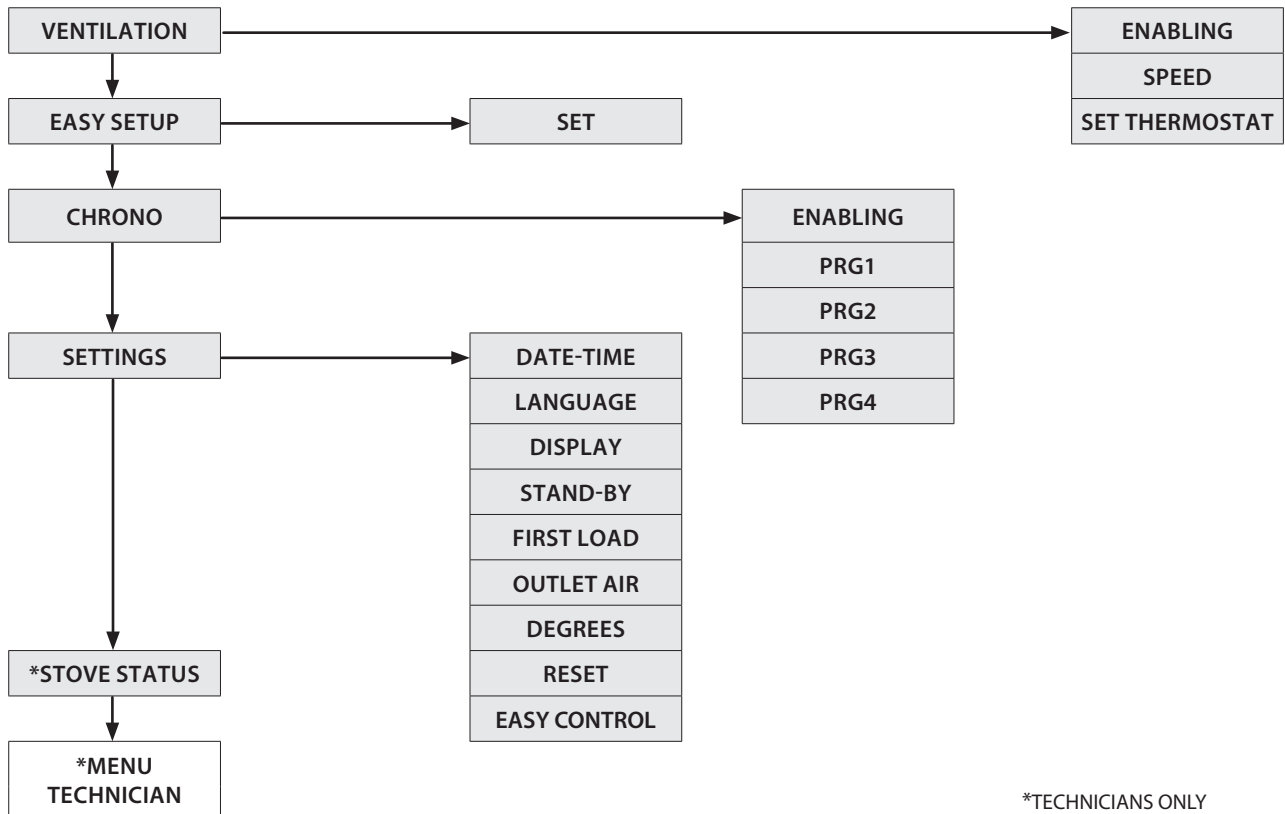 VENTILATION
ENABLING
SPEED
SET THERMOSTAT
EASY SETUP
SET
CHRONO
ENABLING
PRG1
PRG2
PRG3
PRG4
SETTINGS
DATE-TIME
LANGUAGE
DISPLAY
STAND-BY
FIRST LOAD
OUTLET AIR
DEGREES
RESET
EASY CONTROL
*STOVE STATUS
*MENU
TECHNICIAN
*TECHNICIANS ONLY